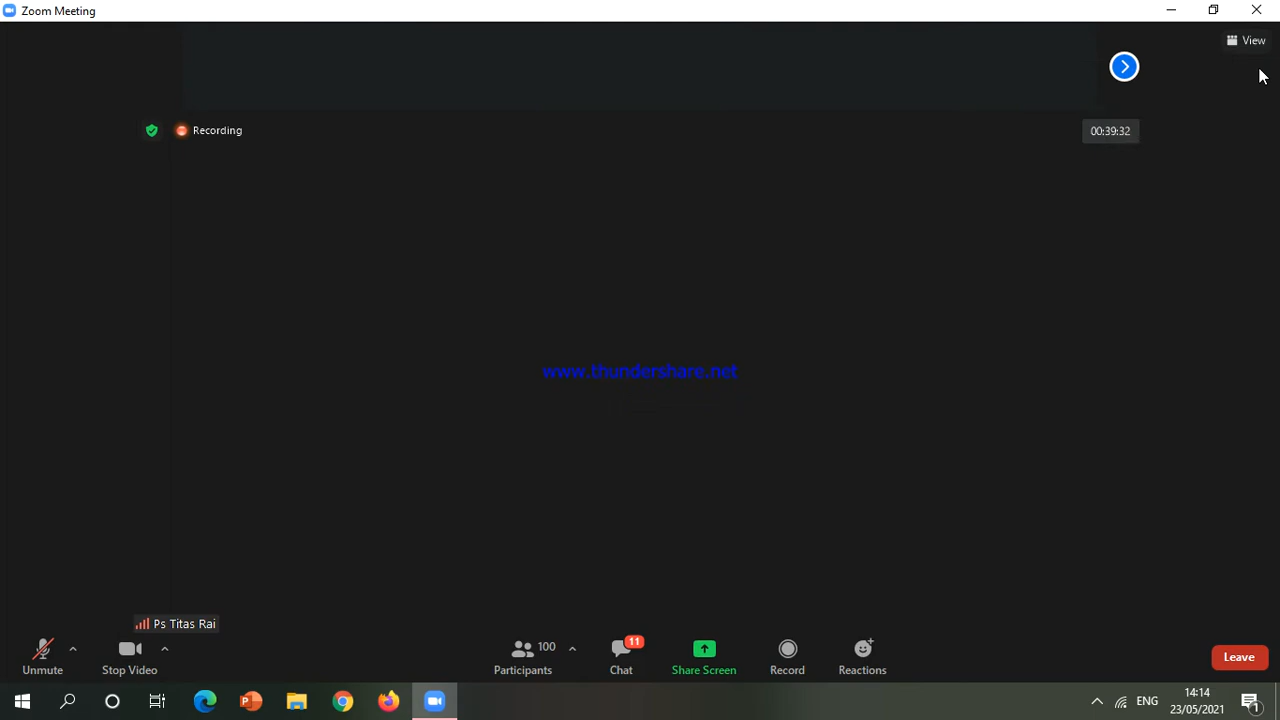 Zoom Meeting
View
Recording
00:39:32
www.thundershare.net
Ps Titas Rai
Unmute
Stop Video
100
Participants
11
Chat
Share Screen
Record
Reactions
Leave
ENG
14:14
23/05/2021
1